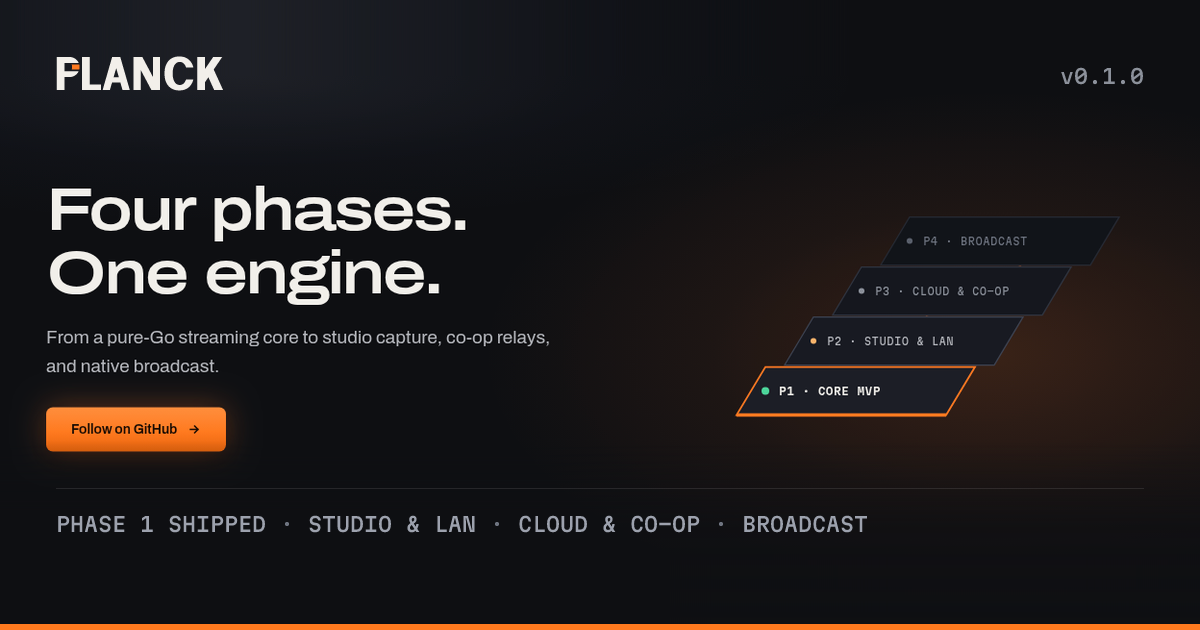 PLANCK
v0.1.0
Four phases.
One engine.
From a pure-Go streaming core to studio capture, co-op relays,
and native broadcast.
Follow on GitHub →
P4 · BROADCAST
P3 · CLOUD & CO-OP
P2 · STUDIO & LAN
P1 · CORE MVP
PHASE 1 SHIPPED · STUDIO & LAN · CLOUD & CO-OP · BROADCAST